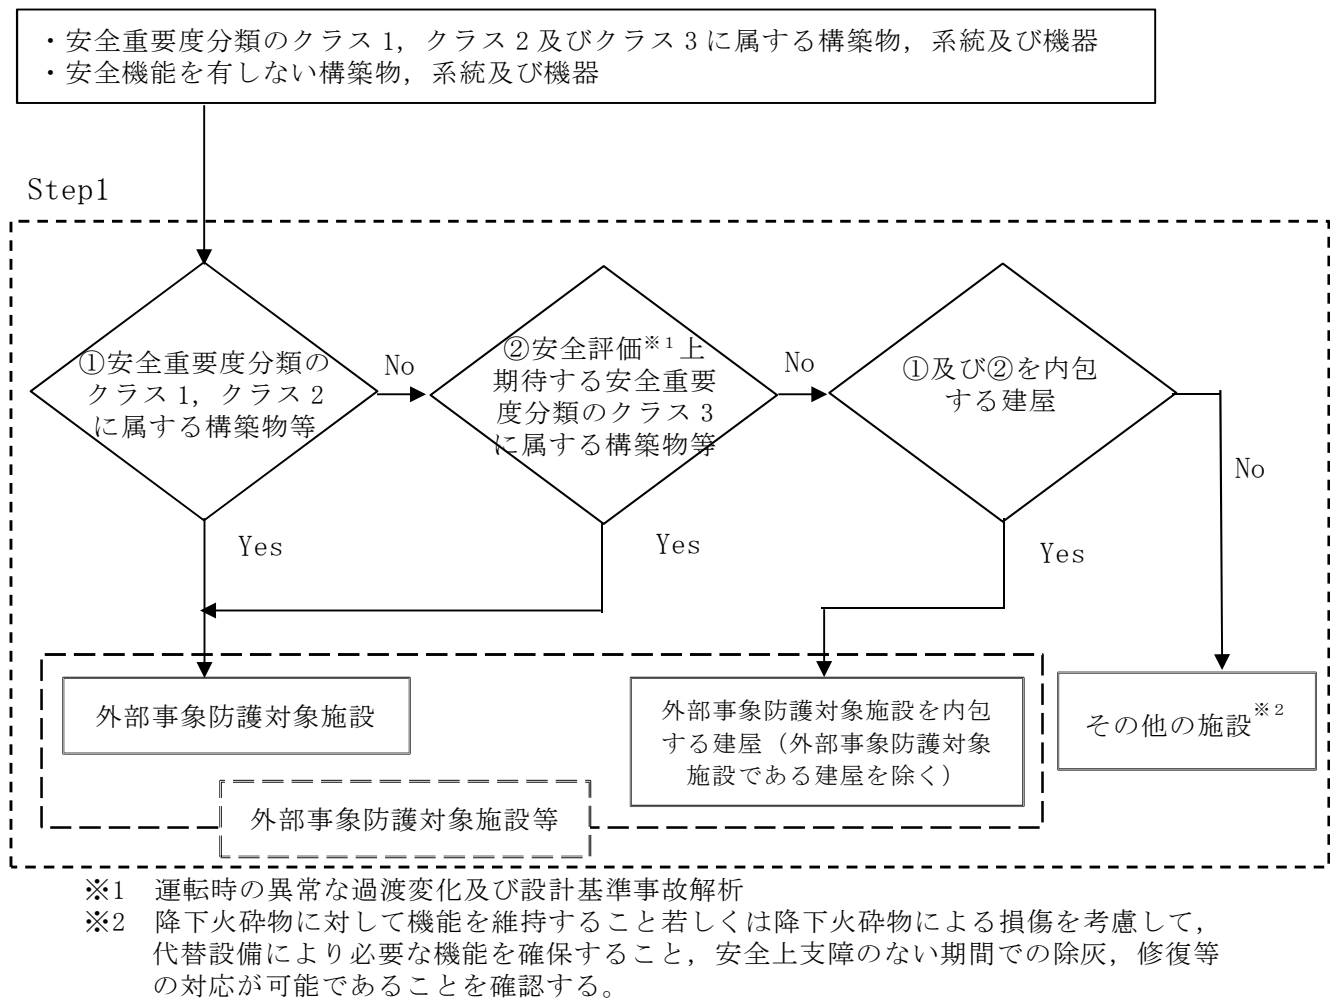 ・安全重要度分類のクラス1，クラス2及びクラス3に属する構築物，系統及び機器
・安全機能を有しない構築物，系統及び機器
Step1
①安全重要度分類の
クラス1，クラス2
に属する構築物等
No
②安全評価※1上
期待する安全重要
度分類のクラス3
に属する構築物等
No
①及び②を内包
する建屋
No
Yes
Yes
Yes
外部事象防護対象施設
外部事象防護対象施設を内包
する建屋（外部事象防護対象
施設である建屋を除く）
その他の施設※2
外部事象防護対象施設等
※1　運転時の異常な過渡変化及び設計基準事故解析
※2　降下火砕物に対して機能を維持すること若しくは降下火砕物による損傷を考慮して，
代替設備により必要な機能を確保すること，安全上支障のない期間での除灰，修復等
の対応が可能であることを確認する。